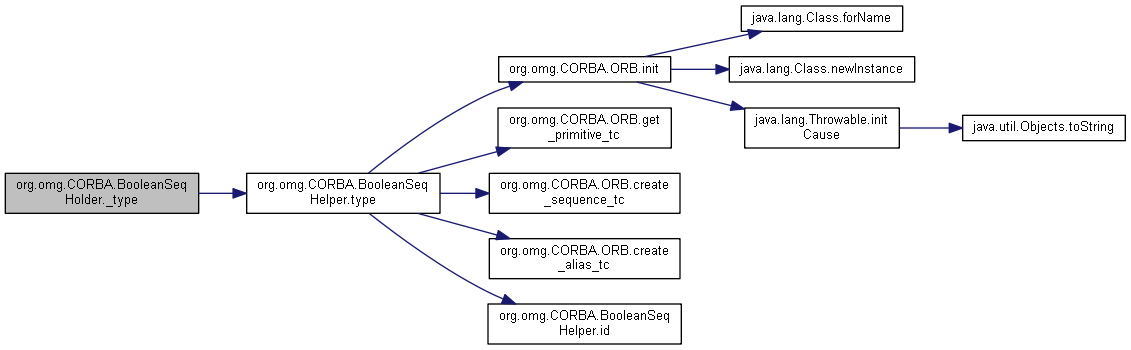 java.lang.Class.forName
org.omg.CORBA.ORB.init
java.lang.Class.newInstance
org.omg.CORBA.ORB.get
_primitive_tc
java.lang.Throwable.init
Cause
java.util.Objects.toString
org.omg.CORBA.BooleanSeq
Holder._type
org.omg.CORBA.BooleanSeq
Helper.type
org.omg.CORBA.ORB.create
_sequence_tc
org.omg.CORBA.ORB.create
_alias_tc
org.omg.CORBA.BooleanSeq
Helper.id